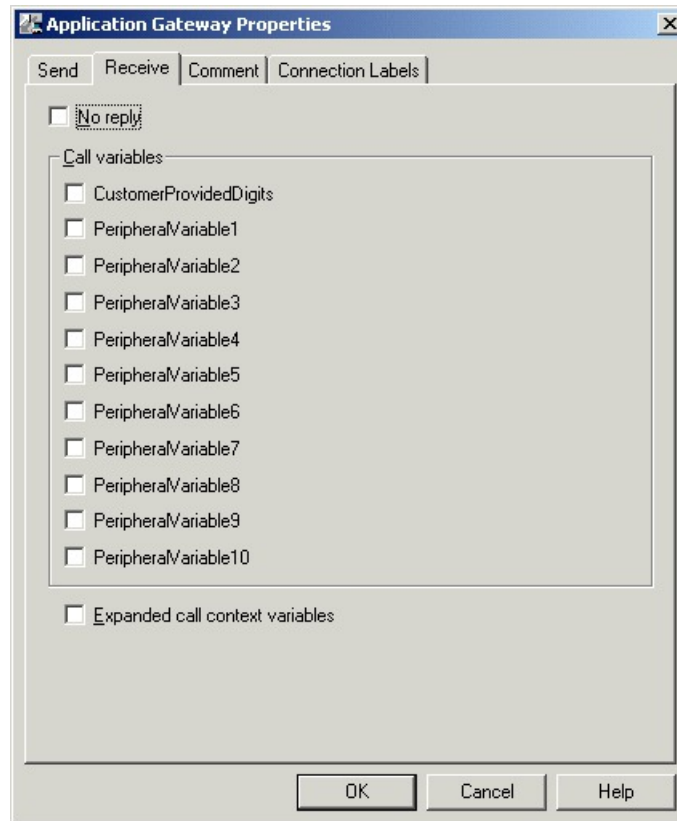 Application Gateway Properties
Send Receive Comment Connection Labels
No reply
Call variables
CustomerProvidedDigits
PeripheralVariable1
PeripheralVariable2
PeripheralVariable3
PeripheralVariable4
PeripheralVariable5
PeripheralVariable6
PeripheralVariable7
PeripheralVariable8
PeripheralVariable9
PeripheralVariable10
Expanded call context variables
OK Cancel Help